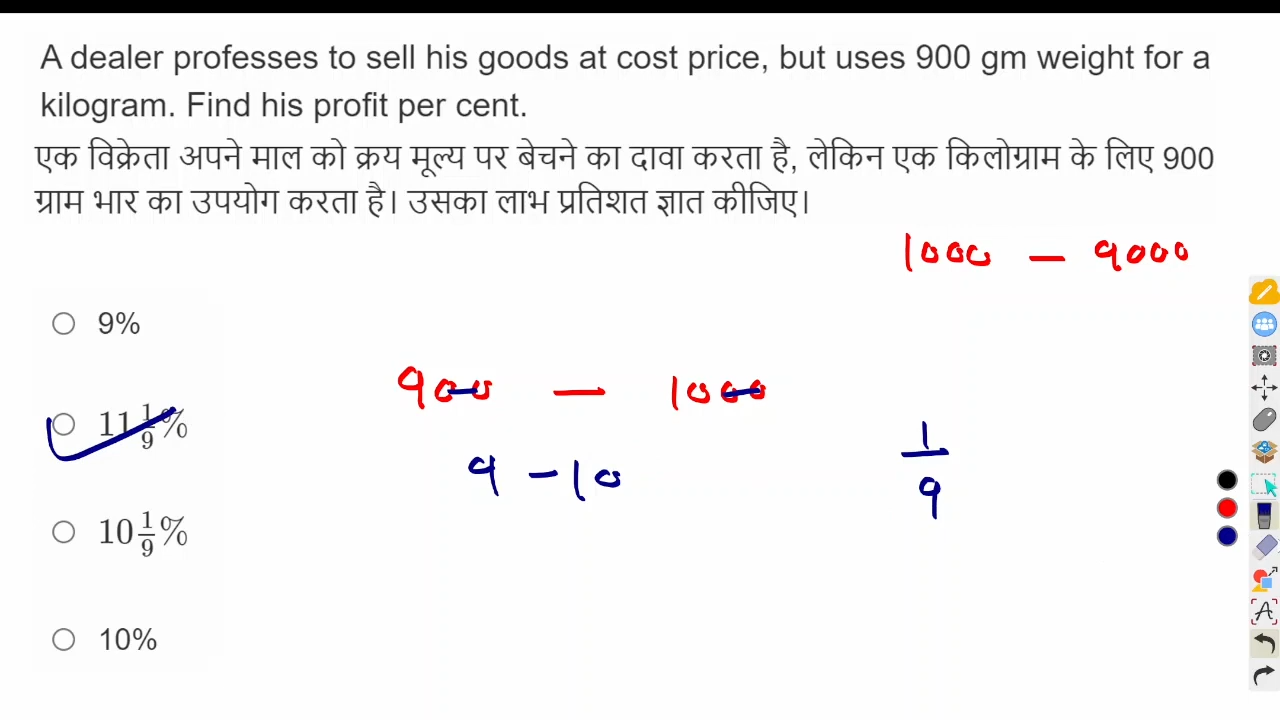 A dealer professes to sell his goods at cost price, but uses 900 gm weight for a
kilogram. Find his profit per cent.
एक विक्रेता अपने माल को क्रय मूल्य पर बेचने का दावा करता है, लेकिन एक किलोग्राम के लिए 900
ग्राम भार का उपयोग करता है। उसका लाभ प्रतिशत ज्ञात कीजिए।
1000 — 9000
9%
900 — 1000
11 1/9 %
1/9
9 - 10
10 1/9 %
10%